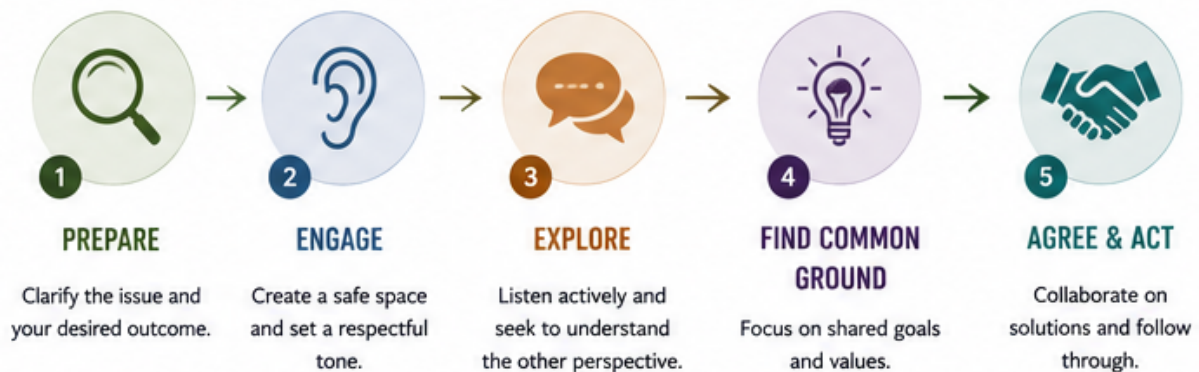 1
PREPARE
Clarify the issue and
your desired outcome.
2
ENGAGE
Create a safe space
and set a respectful
tone.
3
EXPLORE
Listen actively and
seek to understand
the other perspective.
4
FIND COMMON
GROUND
Focus on shared goals
and values.
5
AGREE & ACT
Collaborate on
solutions and follow
through.